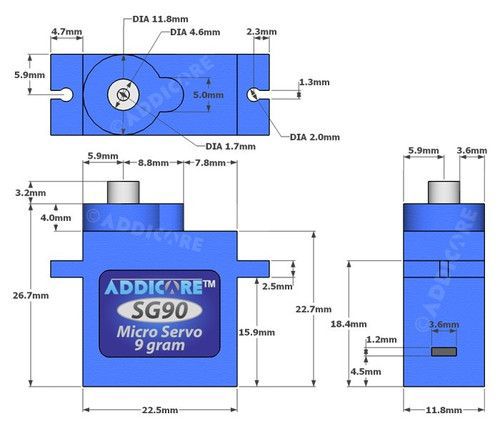 DIA 11.8mm
4.7mm
DIA 4.6mm
2.3mm
5.9mm
1.3mm
5.0mm
© ADDICORE
DIA 2.0mm
DIA 1.7mm
5.9mm
8.8mm
7.8mm
5.9mm
3.6mm
3.2mm
4.0mm
© ADDICORE
© ADDICORE
26.7mm
2.5mm
ADDICORE™
SG90
Micro Servo
9 gram
22.7mm
15.9mm
18.4mm
3.6mm
1.2mm
4.5mm
22.5mm
11.8mm